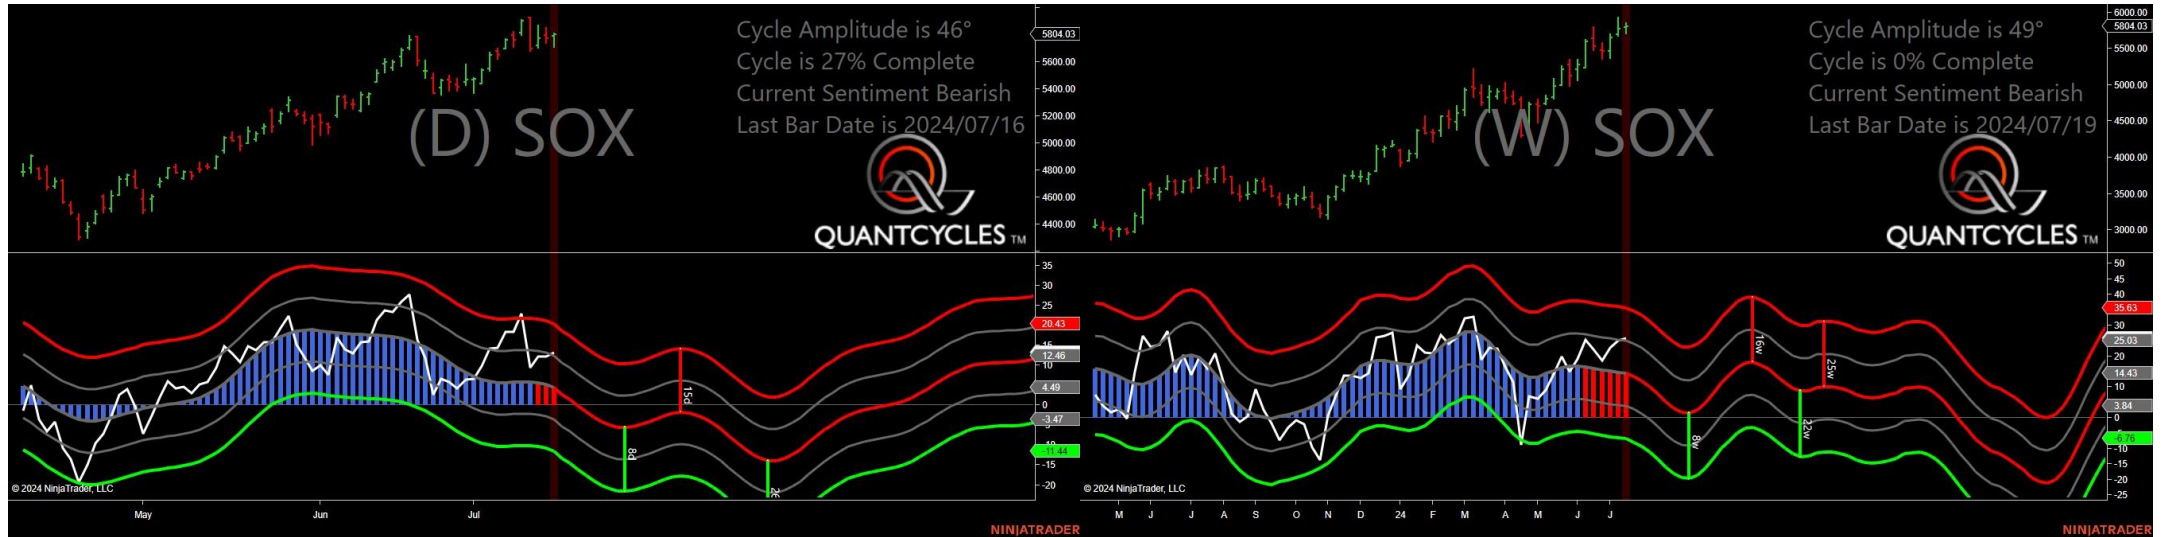 Cycle Amplitude is 46°
Cycle is 27% Complete
Current Sentiment Bearish
Last Bar Date is 2024/07/16
(D) SOX
QUANTCYCLES TM
5804.03
5600.00
5400.00
5200.00
5000.00
4800.00
4600.00
4400.00
35
30
25
20.43
15
12.46
4.49
0
-3.47
-11.44
-15
-20
8d
15d
© 2024 NinjaTrader, LLC
May Jun Jul
NINJATRADER
Cycle Amplitude is 49°
Cycle is 0% Complete
Current Sentiment Bearish
Last Bar Date is 2024/07/19
(W) SOX
QUANTCYCLES TM
6000.00
5804.03
5500.00
5000.00
4500.00
4000.00
3500.00
3000.00
50
45
40
35.63
30
25.03
20
14.43
10
3.84
0
-6.76
-10
-15
-20
-25
8w
16w
22w
25w
© 2024 NinjaTrader, LLC
M J J A S O N D 24 F M A M J J
NINJATRADER